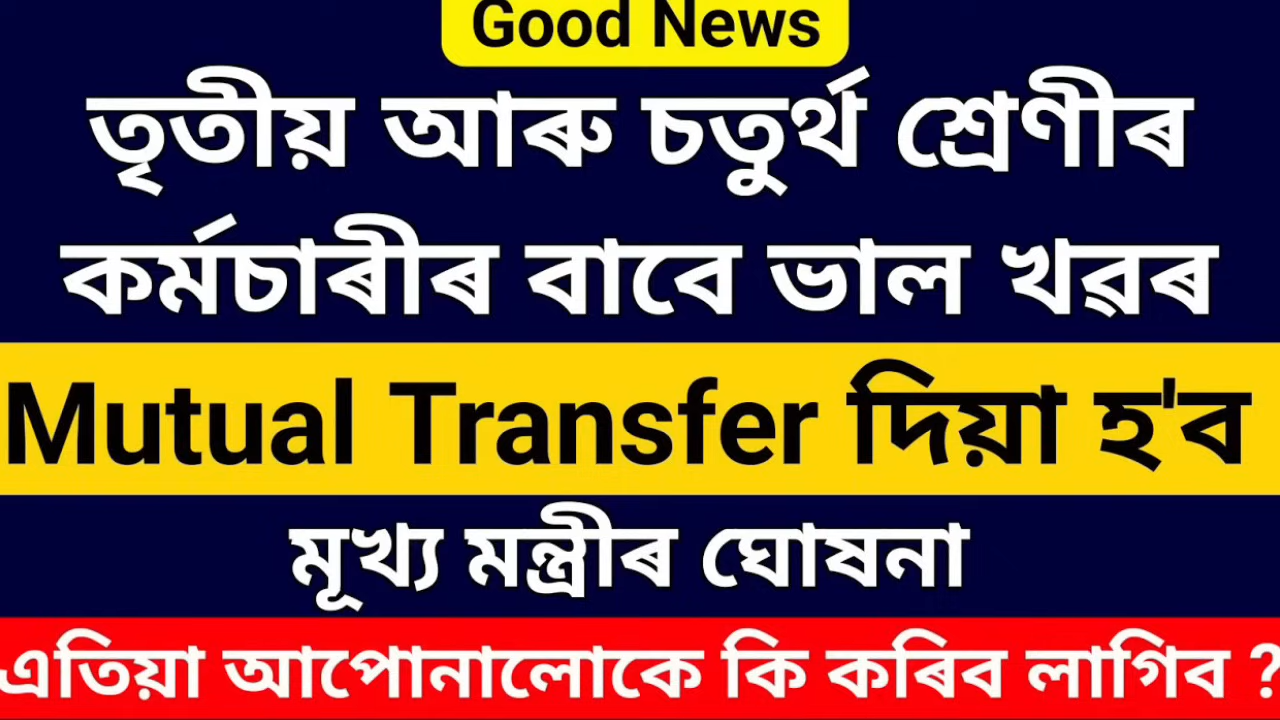 Good News
তৃতীয় আৰু চতুৰ্থ শ্ৰেণীৰ
কৰ্মচাৰীৰ বাবে ভাল খৱৰ
Mutual Transfer দিয়া হ'ব
মূখ্য মন্ত্ৰীৰ ঘোষনা
এতিয়া আপোনালোকে কি কৰিব লাগিব ?